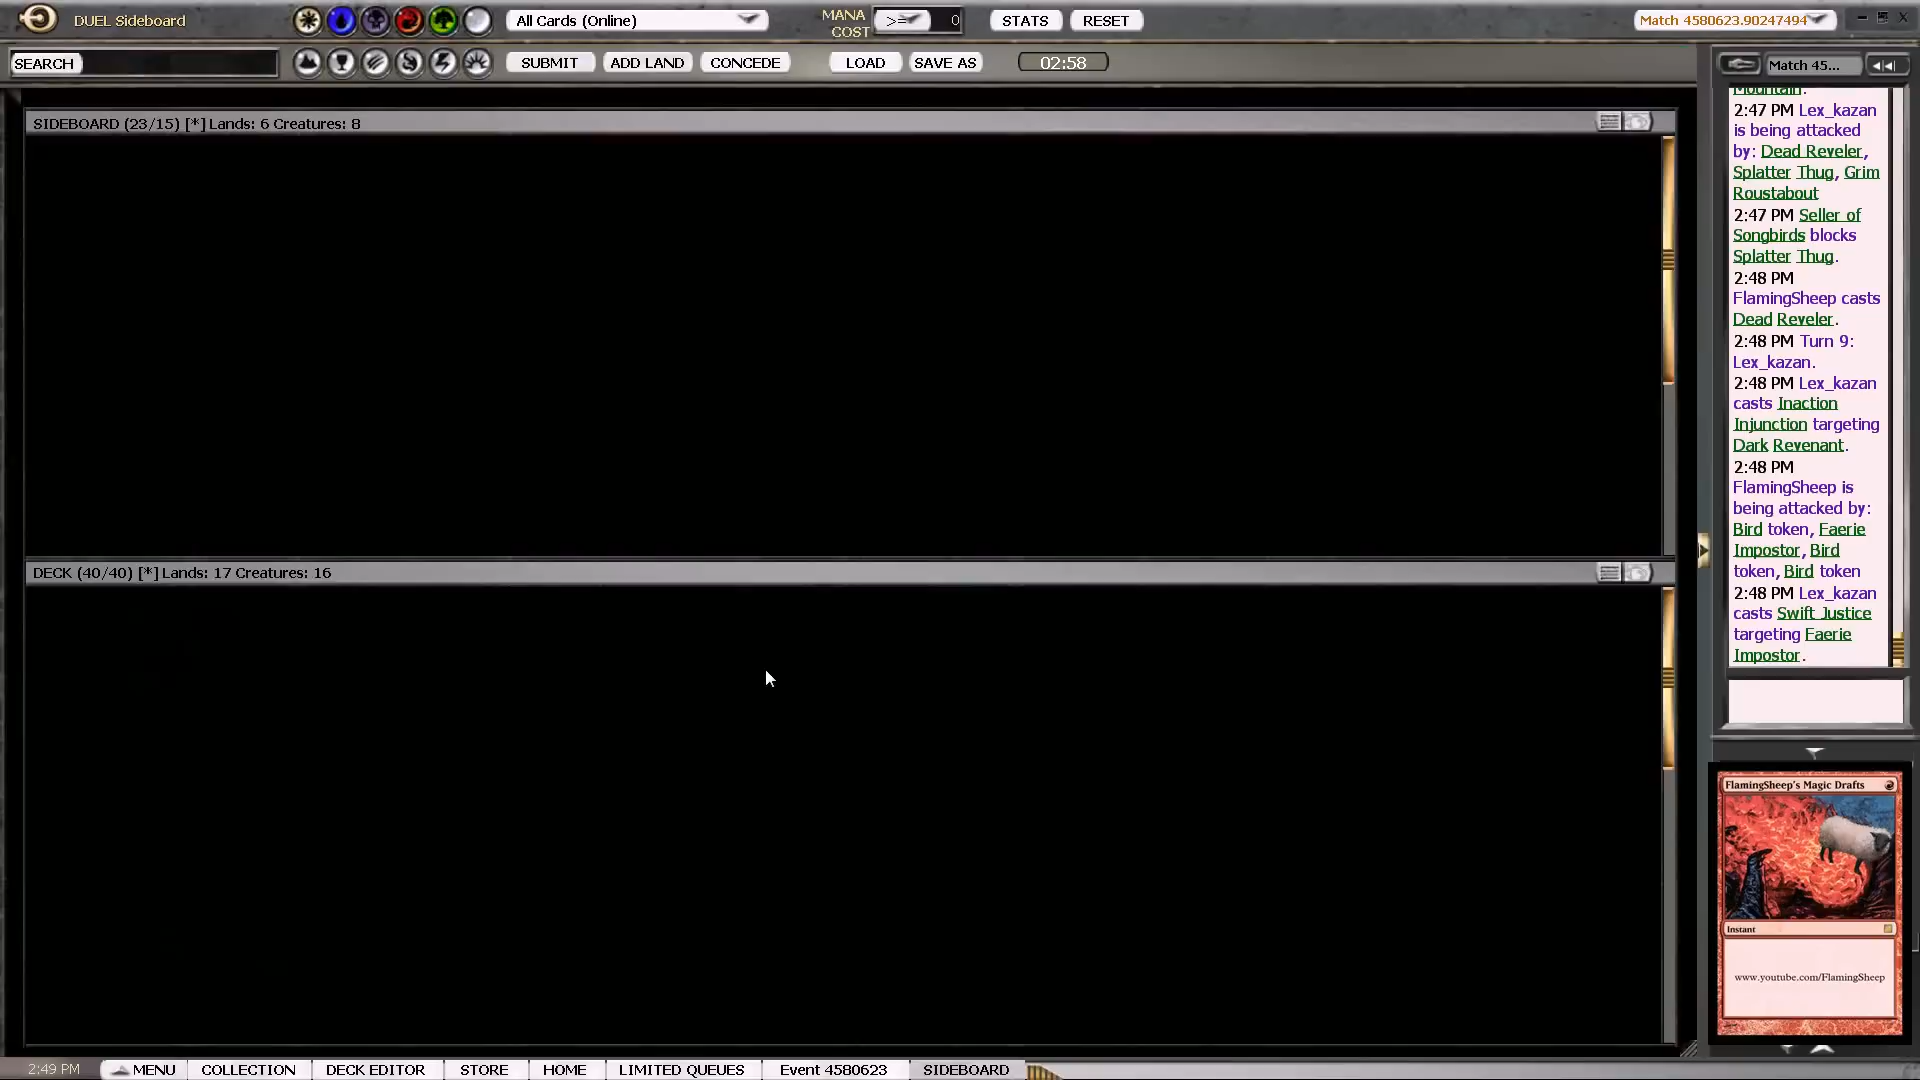 DUEL Sideboard
All Cards (Online)
MANA
COST
>=
0
STATS
RESET
Match 4580623.90247494
SEARCH
SUBMIT
ADD LAND
CONCEDE
LOAD
SAVE AS
02:58
Match 45...
SIDEBOARD (23/15) [*] Lands: 6 Creatures: 8
DECK (40/40) [*] Lands: 17 Creatures: 16
Mountain.
2:47 PM Lex_kazan
is being attacked
by: Dead Reveler,
Splatter Thug, Grim
Roustabout
2:47 PM Seller of
Songbirds blocks
Splatter Thug.
2:48 PM
FlamingSheep casts
Dead Reveler.
2:48 PM Turn 9:
Lex_kazan.
2:48 PM Lex_kazan
casts Inaction
Injunction targeting
Dark Revenant.
2:48 PM
FlamingSheep is
being attacked by:
Bird token, Faerie
Impostor, Bird
token, Bird token
2:48 PM Lex_kazan
casts Swift Justice
targeting Faerie
Impostor.
FlamingSheep's Magic Drafts
Instant
www.youtube.com/FlamingSheep
2:49 PM
MENU
COLLECTION
DECK EDITOR
STORE
HOME
LIMITED QUEUES
Event 4580623
SIDEBOARD